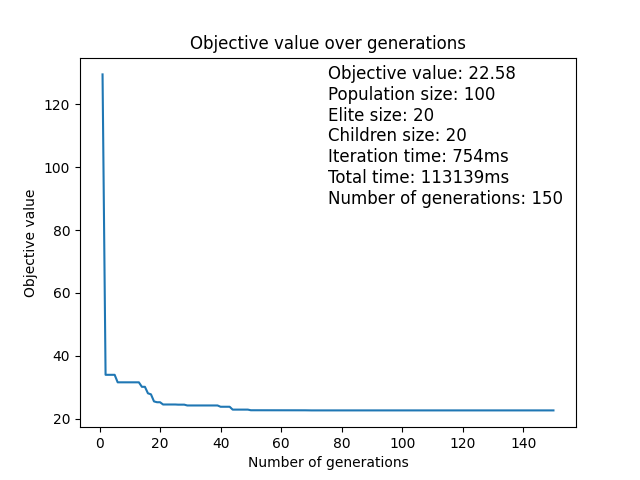 Objective value over generations
Objective value: 22.58
Population size: 100
Elite size: 20
Children size: 20
Iteration time: 754ms
Total time: 113139ms
Number of generations: 150
Objective value
120
100
80
60
40
20
0 20 40 60 80 100 120 140
Number of generations